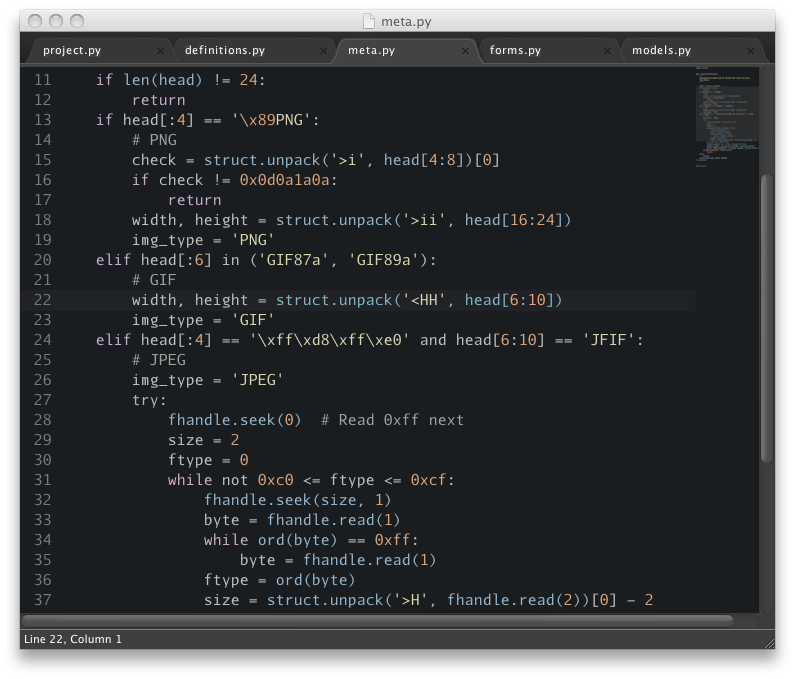 meta.py
project.py × definitions.py × meta.py × forms.py × models.py ×
11 if len(head) != 24:
12 return
13 if head[:4] == '\x89PNG':
14 # PNG
15 check = struct.unpack('>i', head[4:8])[0]
16 if check != 0x0d0a1a0a:
17 return
18 width, height = struct.unpack('>ii', head[16:24])
19 img_type = 'PNG'
20 elif head[:6] in ('GIF87a', 'GIF89a'):
21 # GIF
22 width, height = struct.unpack('<HH', head[6:10])
23 img_type = 'GIF'
24 elif head[:4] == '\xff\xd8\xff\xe0' and head[6:10] == 'JFIF':
25 # JPEG
26 img_type = 'JPEG'
27 try:
28 fhandle.seek(0)  # Read 0xff next
29 size = 2
30 ftype = 0
31 while not 0xc0 <= ftype <= 0xcf:
32 fhandle.seek(size, 1)
33 byte = fhandle.read(1)
34 while ord(byte) == 0xff:
35 byte = fhandle.read(1)
36 ftype = ord(byte)
37 size = struct.unpack('>H', fhandle.read(2))[0] - 2
Line 22, Column 1